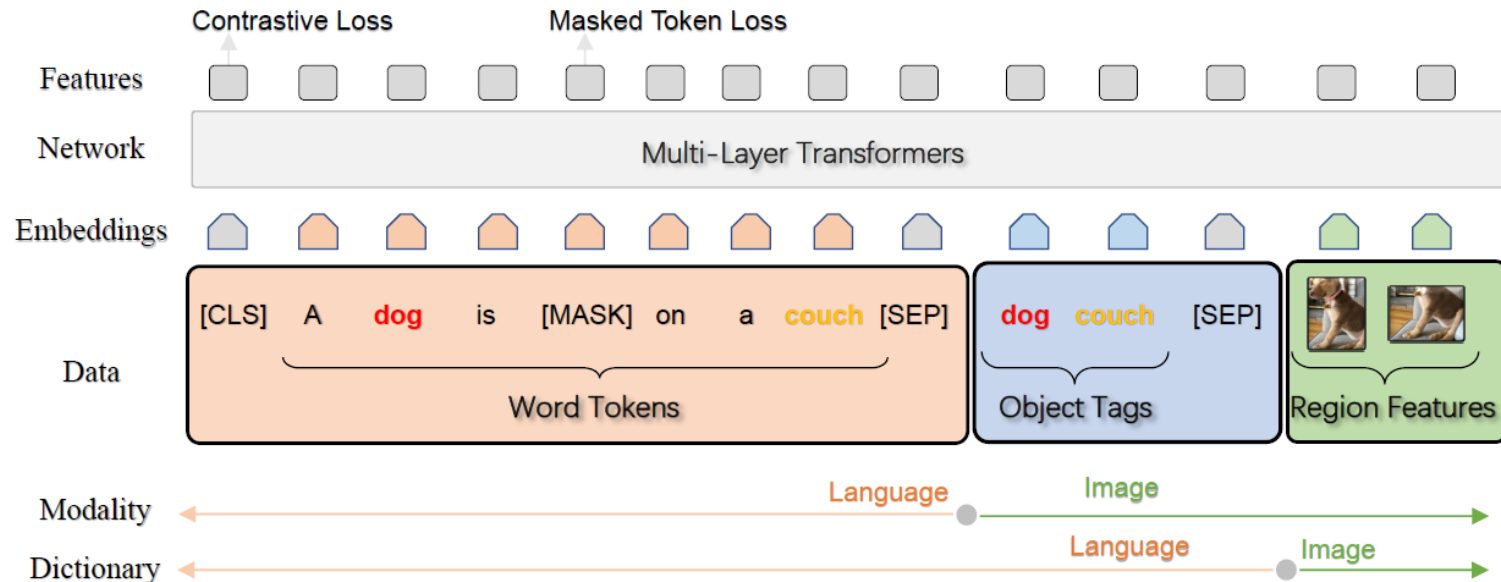 Contrastive Loss Masked Token Loss
Features
Network Multi-Layer Transformers
Embeddings
Data [CLS] A dog is [MASK] on a couch [SEP] dog couch [SEP]
Word Tokens Object Tags Region Features
Modality Language Image
Dictionary Language Image